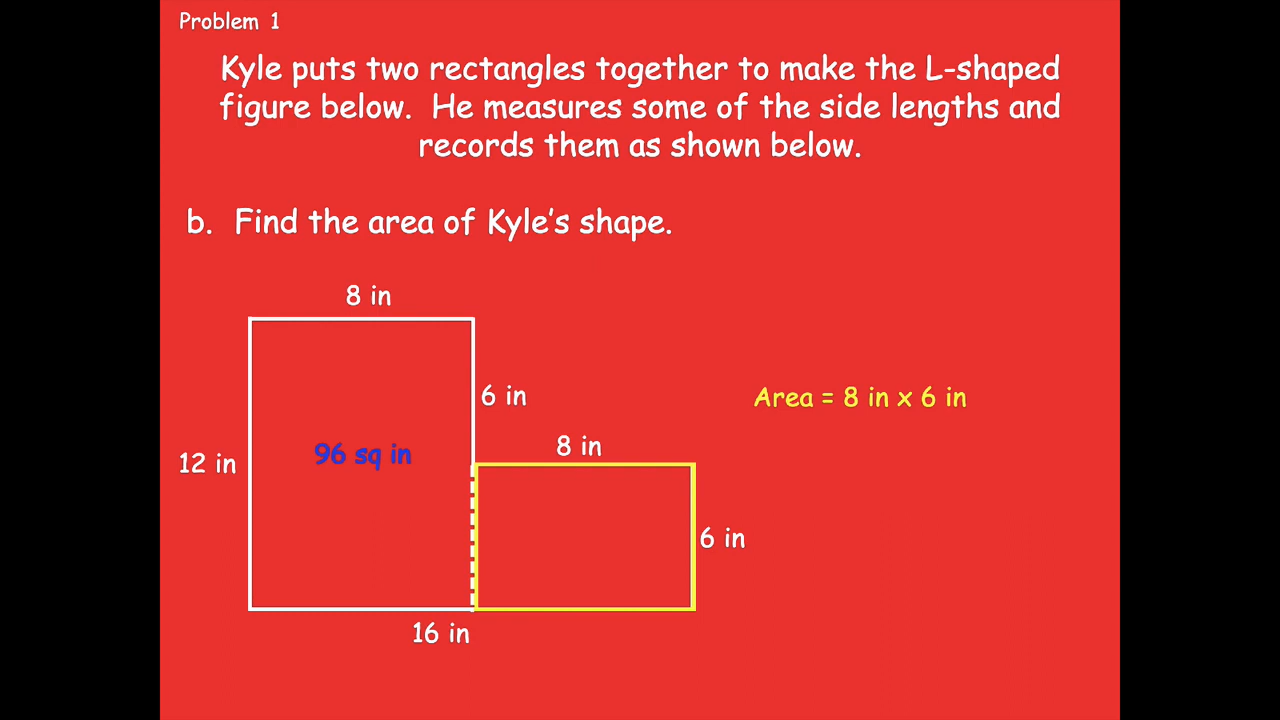 Problem 1
Kyle puts two rectangles together to make the L-shaped
figure below. He measures some of the side lengths and
records them as shown below.
b. Find the area of Kyle's shape.
8 in
6 in
Area = 8 in x 6 in
8 in
12 in
96 sq in
6 in
16 in